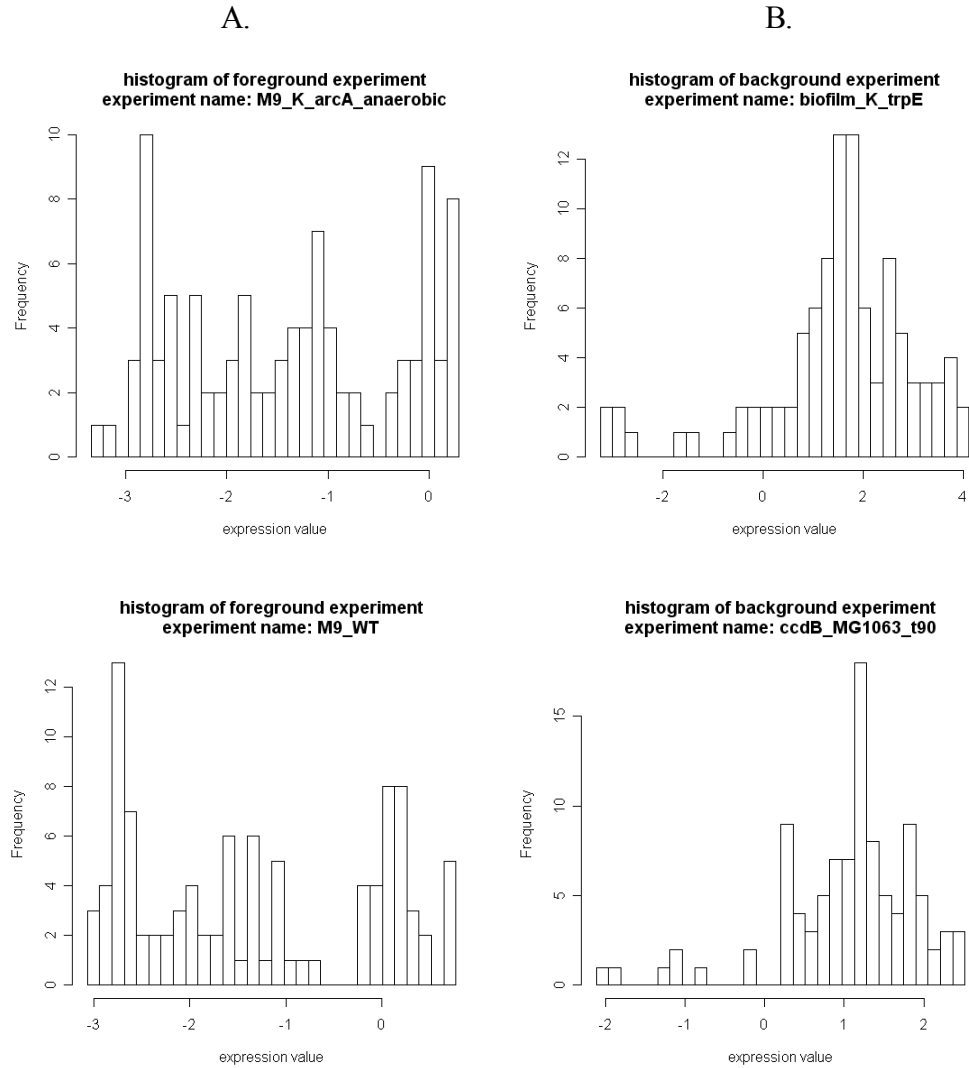 A.
B.
histogram of foreground experiment
experiment name: M9_K_arcA_anaerobic
Frequency
10
8
6
4
2
0
-3
-2
-1
0
expression value
histogram of background experiment
experiment name: biofilm_K_trpE
Frequency
12
10
8
6
4
2
0
-2
0
2
4
expression value
histogram of foreground experiment
experiment name: M9_WT
Frequency
12
10
8
6
4
2
0
-3
-2
-1
0
expression value
histogram of background experiment
experiment name: ccdB_MG1063_t90
Frequency
15
10
5
0
-2
-1
0
1
2
expression value